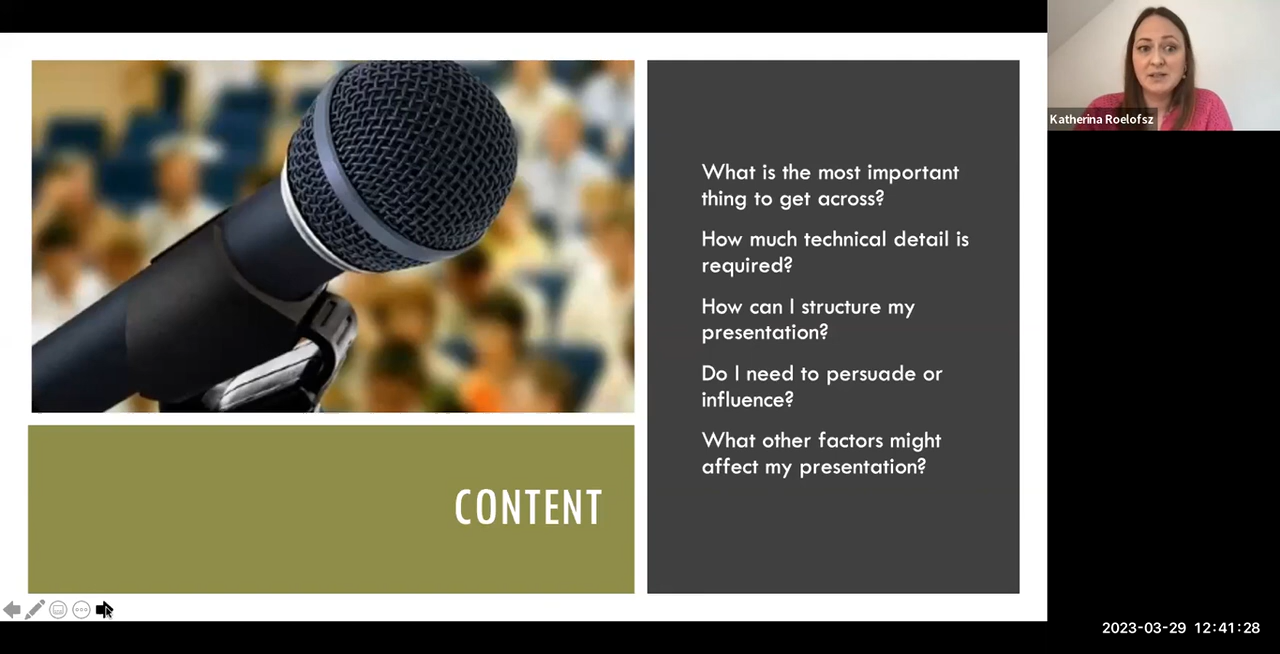 Katherina Roelofsz
What is the most important
thing to get across?
How much technical detail is
required?
How can I structure my
presentation?
Do I need to persuade or
influence?
What other factors might
affect my presentation?
CONTENT
2023-03-29 12:41:28